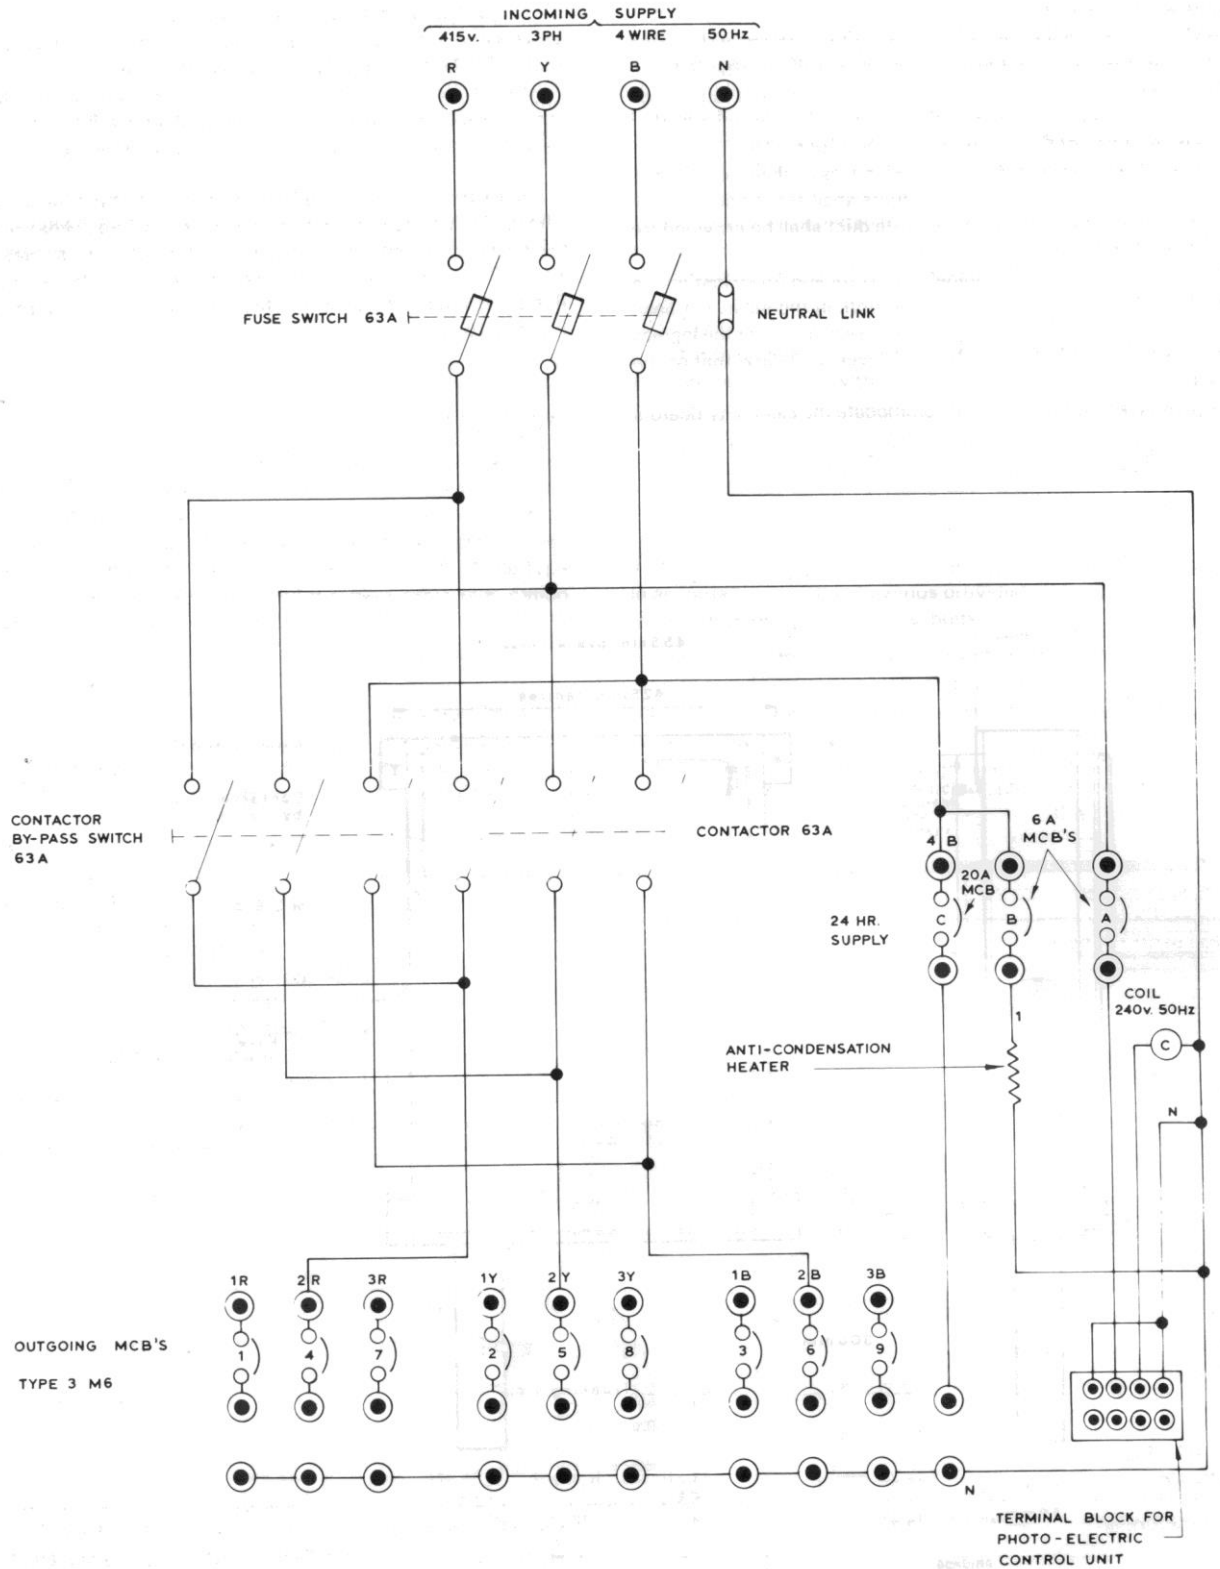 INCOMING SUPPLY
415v. 3PH 4 WIRE 50Hz
R Y B N
FUSE SWITCH 63A
NEUTRAL LINK
CONTACTOR
BY-PASS SWITCH
63A
CONTACTOR 63A
6A
MCB'S
4 B
20A
MCB
C B A
24 HR.
SUPPLY
COIL
240v. 50Hz
1
C
ANTI-CONDENSATION
HEATER
N
1R 2R 3R 1Y 2Y 3Y 1B 2B 3B
OUTGOING MCB'S
1 4 7 2 5 8 3 6 9
TYPE 3 M6
N
TERMINAL BLOCK FOR
PHOTO-ELECTRIC
CONTROL UNIT